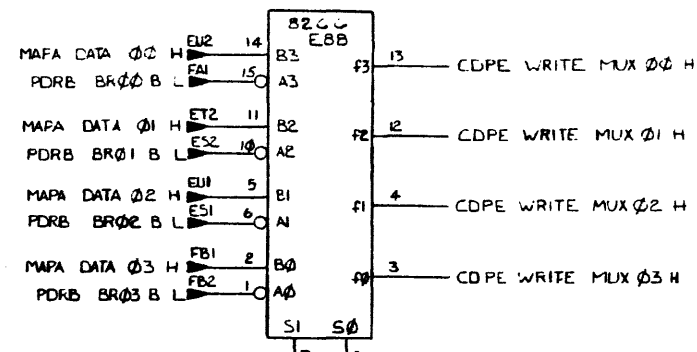 8266
E88
MAPA DATA ØØ H EU2 14 B3
PDRB BRØØ B L FA1 15 A3
f3 13 CDPE WRITE MUX ØØ H
MAPA DATA Ø1 H ET2 11 B2
PDRB BRØ1 B L ES2 1Ø A2
f2 12 CDPE WRITE MUX Ø1 H
MAPA DATA Ø2 H EU1 5 B1
PDRB BRØ2 B L ES1 6 A1
f1 4 CDPE WRITE MUX Ø2 H
MAPA DATA Ø3 H FB1 2 BØ
PDRB BRØ3 B L FB2 1 AØ
fØ 3 CDPE WRITE MUX Ø3 H
S1 SØ